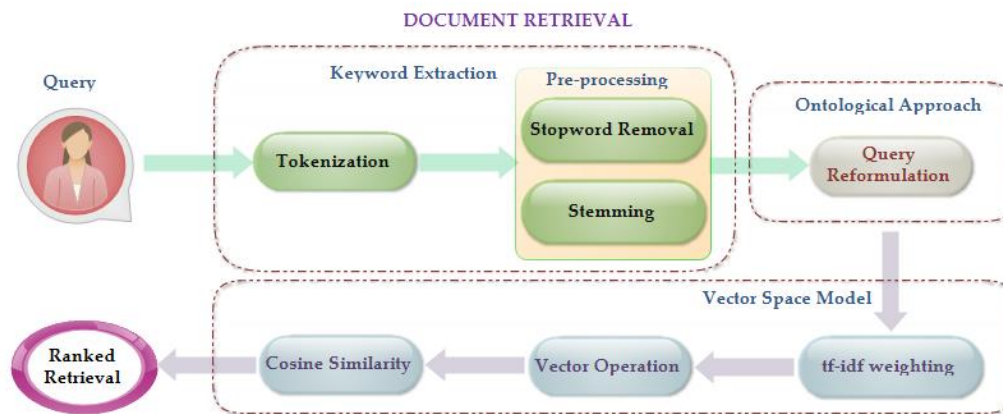 DOCUMENT RETRIEVAL
Query
Keyword Extraction
Pre-processing
Ontological Approach
Tokenization
Stopword Removal
Stemming
Query
Reformulation
Vector Space Model
Ranked
Retrieval
Cosine Similarity
Vector Operation
tf-idf weighting